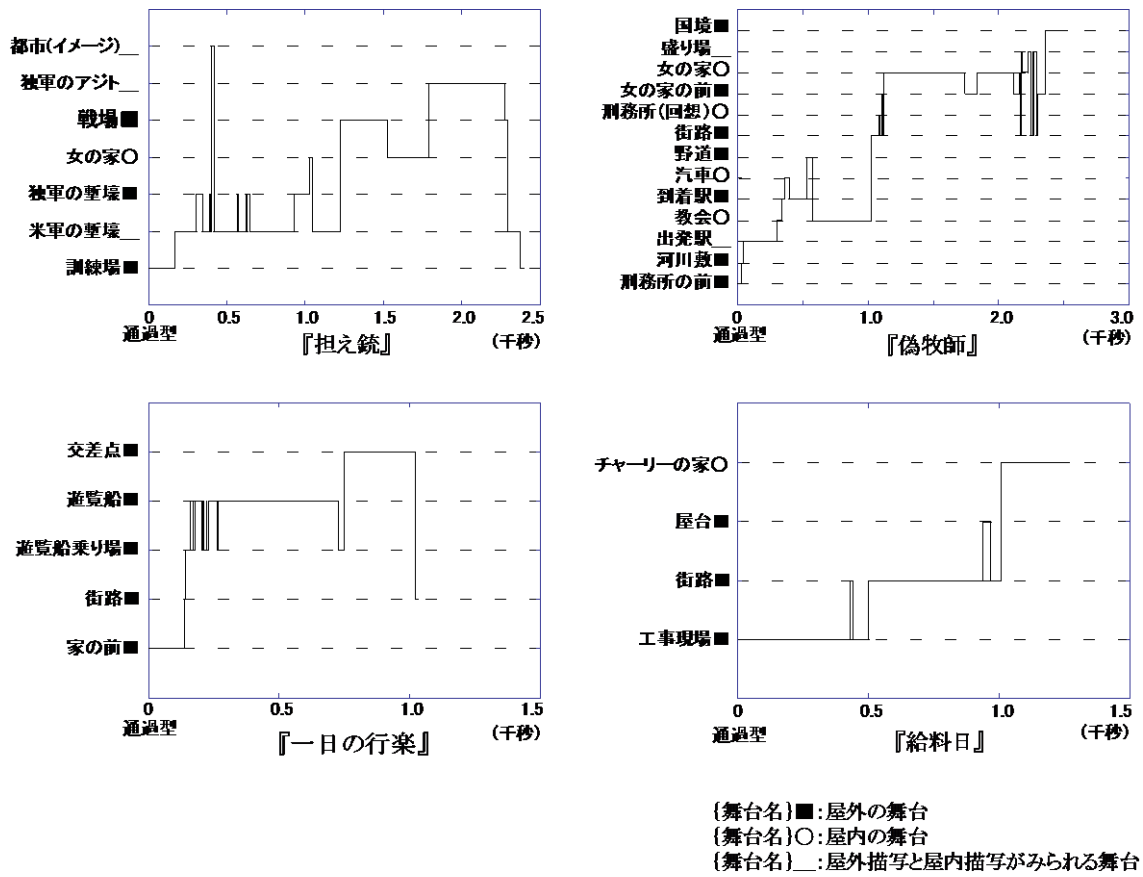 都市(イメージ)__
独軍のアジト__
戦場■
女の家○
独軍の塹壕■
米軍の塹壕__
訓練場■
0 0.5 1.0 1.5 2.0 2.5
通過型 『担え銃』 (千秒)
国境■
盛り場__
女の家○
女の家の前■
刑務所(回想)○
街路■
野道■
汽車○
到着駅■
教会○
出発駅__
河川敷■
刑務所の前■
0 1.0 2.0 3.0
通過型 『偽牧師』 (千秒)
交差点■
遊覧船■
遊覧船乗り場■
街路■
家の前■
0 0.5 1.0 1.5
通過型 『一日の行楽』 (千秒)
チャーリーの家○
屋台■
街路■
工事現場■
0 0.5 1.0 1.5
通過型 『給料日』 (千秒)
{舞台名}■:屋外の舞台
{舞台名}○:屋内の舞台
{舞台名}__:屋外描写と屋内描写がみられる舞台